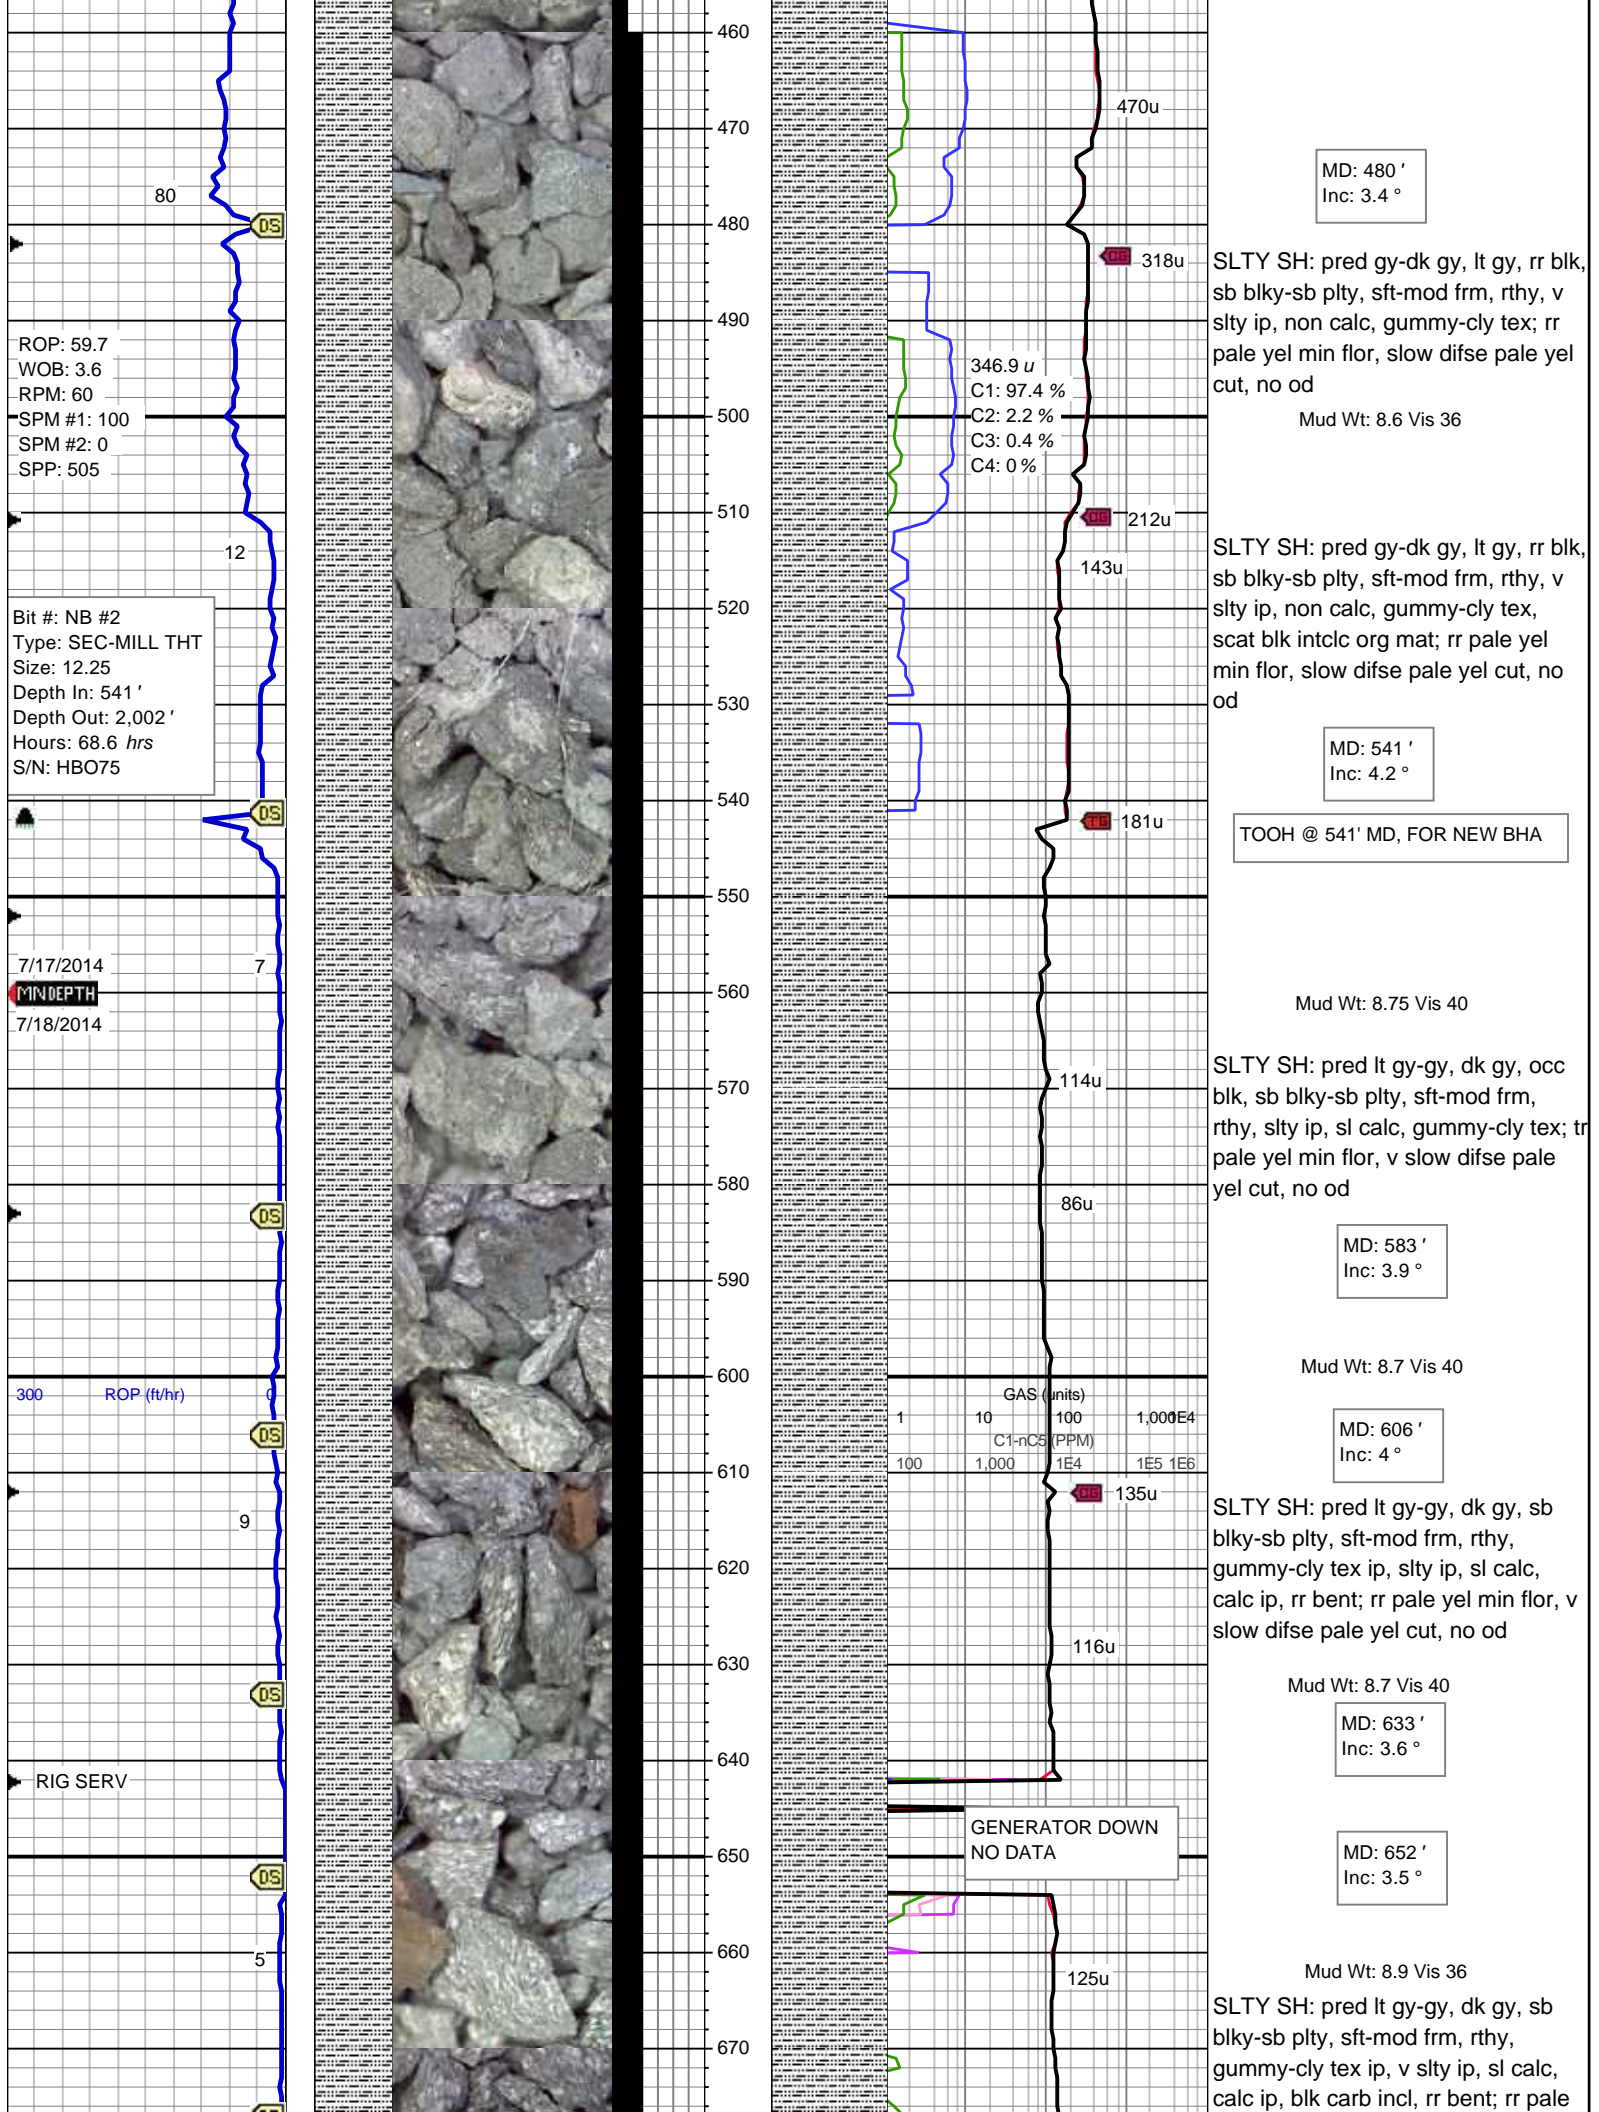 460
470u
470
MD: 480 '
Inc: 3.4 °
80
480
DS
318u
SLTY SH: pred gy-dk gy, lt gy, rr blk,
sb blky-sb plty, sft-mod frm, rthy, v
slty ip, non calc, gummy-cly tex; rr
pale yel min flor, slow difse pale yel
cut, no od
490
ROP: 59.7
WOB: 3.6
RPM: 60
SPM #1: 100
SPM #2: 0
SPP: 505
346.9 u
C1: 97.4 %
C2: 2.2 %
C3: 0.4 %
C4: 0 %
500
Mud Wt: 8.6 Vis 36
510
212u
12
143u
SLTY SH: pred gy-dk gy, lt gy, rr blk,
sb blky-sb plty, sft-mod frm, rthy, v
slty ip, non calc, gummy-cly tex,
scat blk intclc org mat; rr pale yel
min flor, slow difse pale yel cut, no
od
520
Bit #: NB #2
Type: SEC-MILL THT
Size: 12.25
Depth In: 541 '
Depth Out: 2,002 '
Hours: 68.6 hrs
S/N: HBO75
530
MD: 541 '
Inc: 4.2 °
540
DS
TG
181u
TOOH @ 541' MD, FOR NEW BHA
550
7/17/2014
MNDEPTH
7/18/2014
7
560
Mud Wt: 8.75 Vis 40
570
114u
SLTY SH: pred lt gy-gy, dk gy, occ
blk, sb blky-sb plty, sft-mod frm,
rthy, slty ip, sl calc, gummy-cly tex; tr
pale yel min flor, v slow difse pale
yel cut, no od
580
86u
DS
MD: 583 '
Inc: 3.9 °
590
Mud Wt: 8.7 Vis 40
600
300 ROP (ft/hr) 0
GAS (units)
1 10 100 1,000 1E4
C1-nC5 (PPM)
100 1,000 1E4 1E5 1E6
DS
MD: 606 '
Inc: 4 °
610
135u
9
SLTY SH: pred lt gy-gy, dk gy, sb
blky-sb plty, sft-mod frm, rthy,
gummy-cly tex ip, slty ip, sl calc,
calc ip, rr bent; rr pale yel min flor, v
slow difse pale yel cut, no od
620
116u
630
DS
Mud Wt: 8.7 Vis 40
MD: 633 '
Inc: 3.6 °
640
RIG SERV
GENERATOR DOWN
NO DATA
650
DS
MD: 652 '
Inc: 3.5 °
660
5
125u
Mud Wt: 8.9 Vis 36
SLTY SH: pred lt gy-gy, dk gy, sb
blky-sb plty, sft-mod frm, rthy,
gummy-cly tex ip, v slty ip, sl calc,
calc ip, blk carb incl, rr bent; rr pale
670